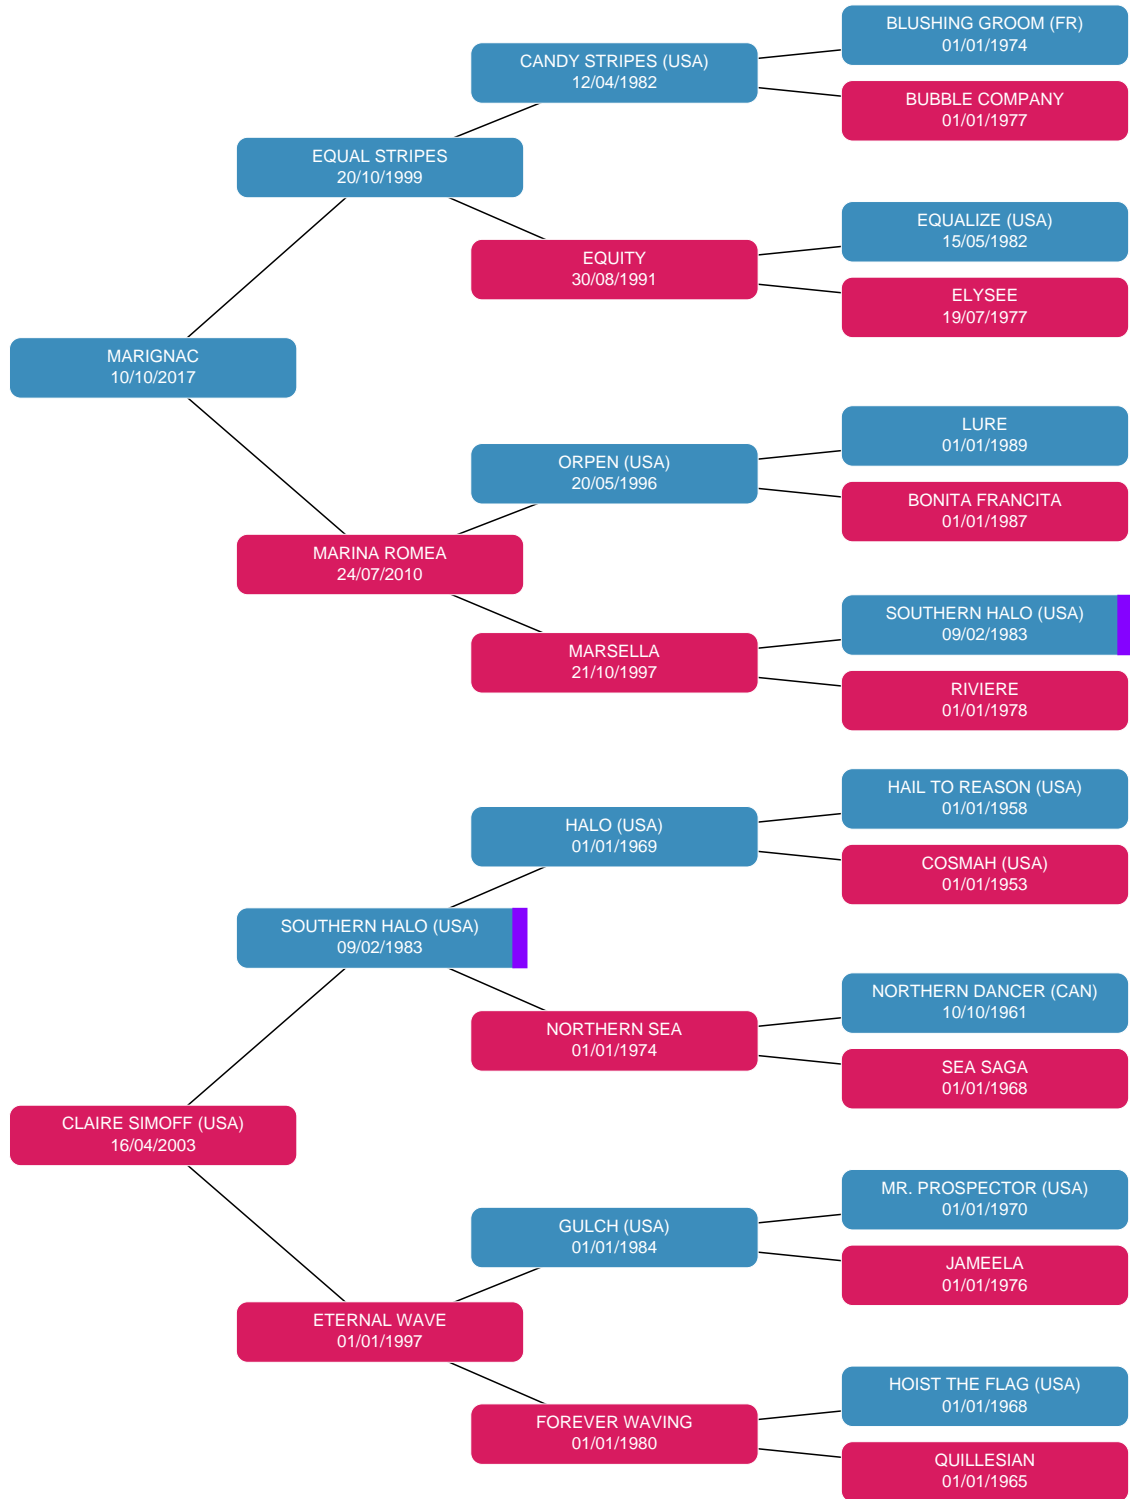 BLUSHING GROOM (FR)
01/01/1974
CANDY STRIPES (USA)
12/04/1982
BUBBLE COMPANY
01/01/1977
EQUAL STRIPES
20/10/1999
EQUALIZE (USA)
15/05/1982
EQUITY
30/08/1991
ELYSEE
19/07/1977
MARIGNAC
10/10/2017
LURE
01/01/1989
ORPEN (USA)
20/05/1996
BONITA FRANCITA
01/01/1987
MARINA ROMEA
24/07/2010
SOUTHERN HALO (USA)
09/02/1983
MARSELLA
21/10/1997
RIVIERE
01/01/1978
HAIL TO REASON (USA)
01/01/1958
HALO (USA)
01/01/1969
COSMAH (USA)
01/01/1953
SOUTHERN HALO (USA)
09/02/1983
NORTHERN DANCER (CAN)
10/10/1961
NORTHERN SEA
01/01/1974
SEA SAGA
01/01/1968
CLAIRE SIMOFF (USA)
16/04/2003
MR. PROSPECTOR (USA)
01/01/1970
GULCH (USA)
01/01/1984
JAMEELA
01/01/1976
ETERNAL WAVE
01/01/1997
HOIST THE FLAG (USA)
01/01/1968
FOREVER WAVING
01/01/1980
QUILLESIAN
01/01/1965